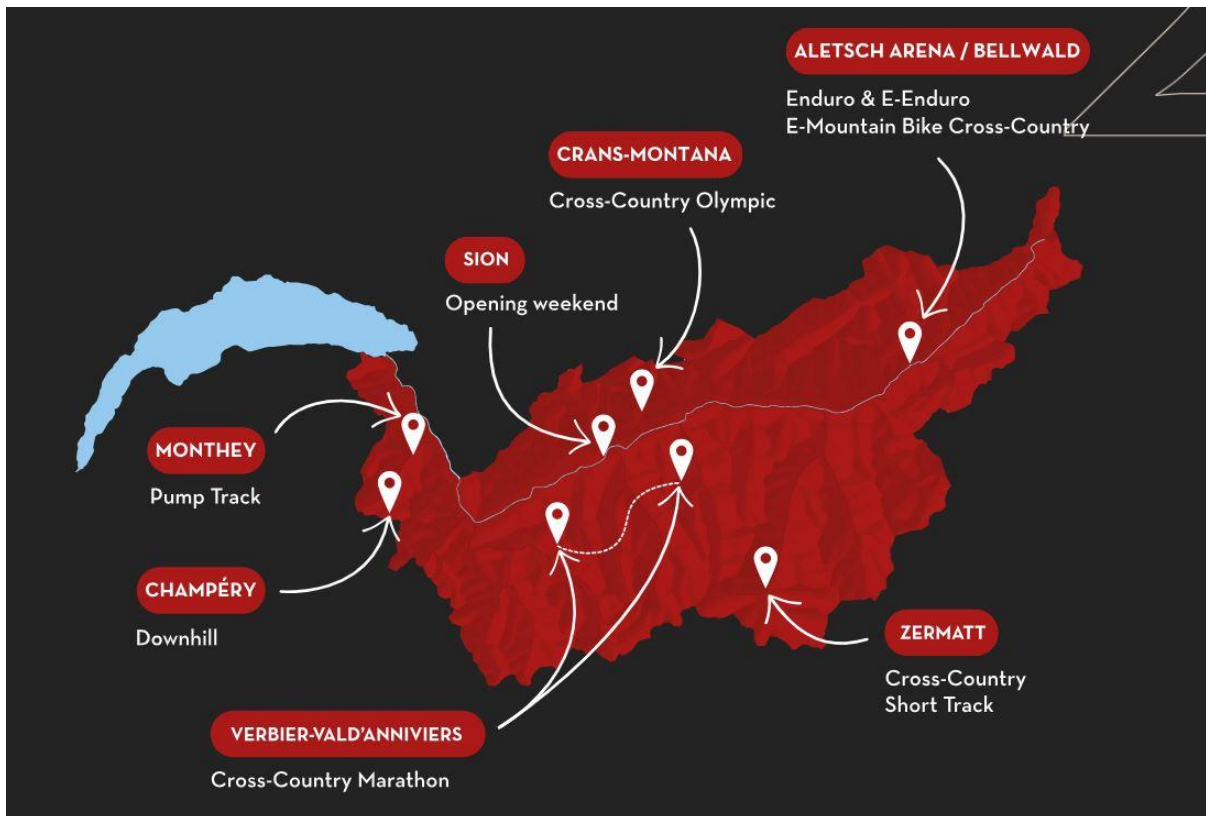 ALETSCH ARENA / BELLWALD
Enduro & E-Enduro
E-Mountain Bike Cross-Country
CRANS-MONTANA
Cross-Country Olympic
SION
Opening weekend
MONTHEY
Pump Track
CHAMPÉRY
Downhill
ZERMATT
Cross-Country
Short Track
VERBIER-VALD'ANNIVIERS
Cross-Country Marathon